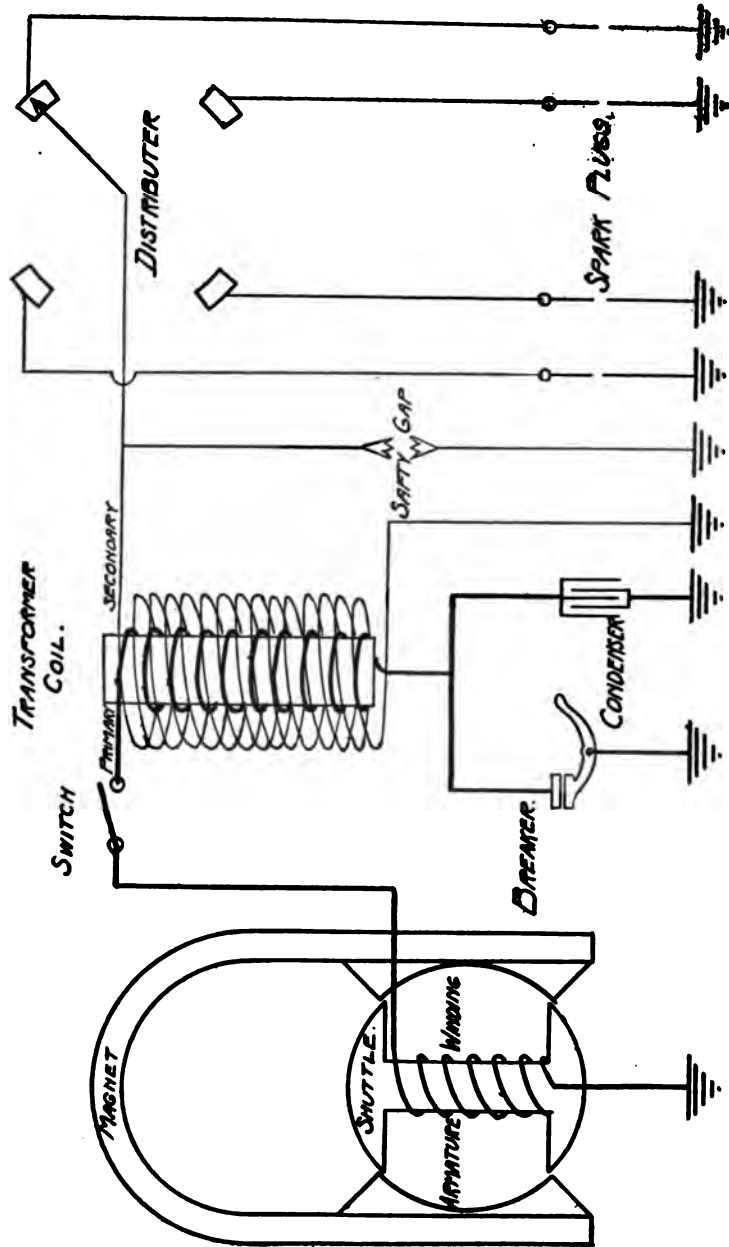 MAGNET
SHUTTLE.
ARMATURE WINDING
SWITCH
TRANSFORMER
COIL.
PRIMARY
SECONDARY
BREAKER.
CONDENSER
SAFTY GAP
DISTRIBUTER
SPARK PLUGS.